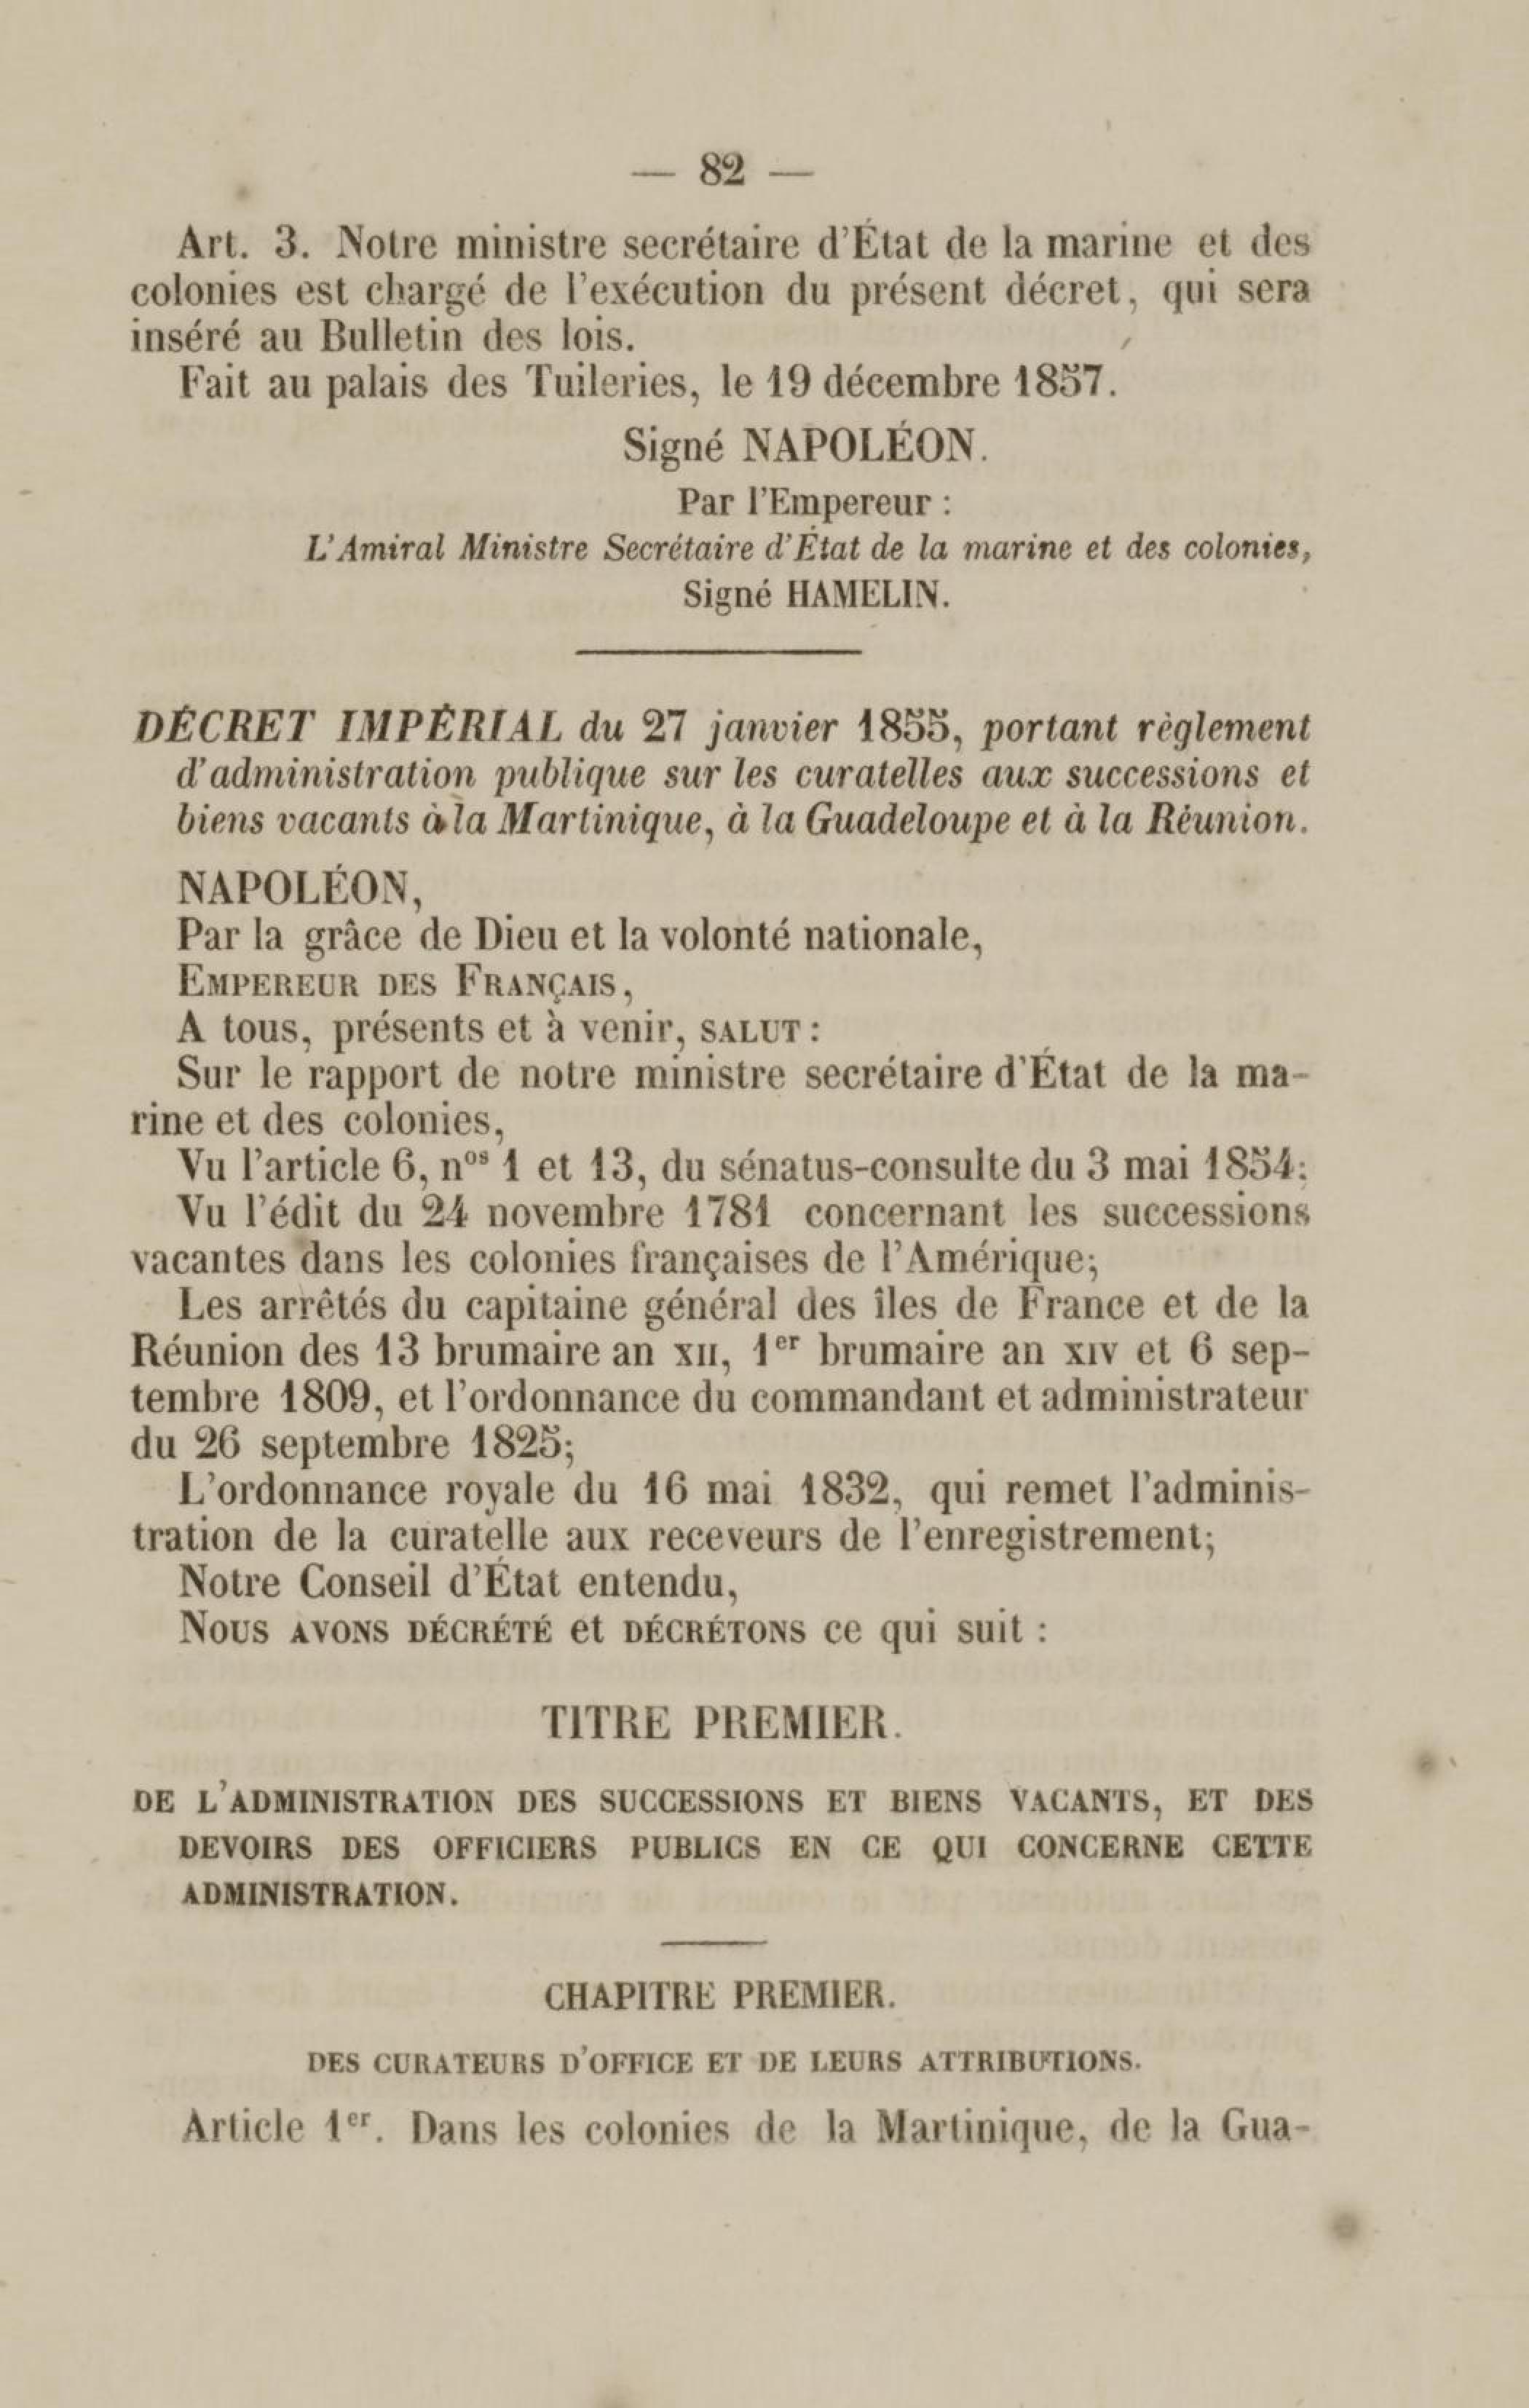 — 82 —
Art. 3. Notre ministre secrétaire d'État de la marine et des
colonies est chargé de l'exécution du présent décret, qui sera
inséré au Bulletin des lois.
Fait au palais des Tuileries, le 19 décembre 1857.
Signé NAPOLÉON.
Par l'Empereur :
L'Amiral Ministre Secrétaire d'État de la marine et des colonies,
Signé HAMELIN.
DÉCRET IMPÉRIAL du 27 janvier 1855, portant règlement
d'administration publique sur les curatelles aux successions et
biens vacants à la Martinique, à la Guadeloupe et à la Réunion.
NAPOLÉON,
Par la grâce de Dieu et la volonté nationale,
EMPEREUR DES FRANÇAIS,
A tous, présents et à venir, SALUT :
Sur le rapport de notre ministre secrétaire d'État de la ma-
rine et des colonies,
Vu l'article 6, nos 1 et 13, du sénatus-consulte du 3 mai 1854;
Vu l'édit du 24 novembre 1781 concernant les successions
vacantes dans les colonies françaises de l'Amérique;
Les arrêtés du capitaine général des îles de France et de la
Réunion des 13 brumaire an XII, 1er brumaire an XIV et 6 sep-
tembre 1809, et l'ordonnance du commandant et administrateur
du 26 septembre 1825;
L'ordonnance royale du 16 mai 1832, qui remet l'adminis-
tration de la curatelle aux receveurs de l'enregistrement;
Notre Conseil d'État entendu,
NOUS AVONS DÉCRÉTÉ et DÉCRÉTONS ce qui suit :
TITRE PREMIER.
DE L'ADMINISTRATION DES SUCCESSIONS ET BIENS VACANTS, ET DES
DEVOIRS DES OFFICIERS PUBLICS EN CE QUI CONCERNE CETTE
ADMINISTRATION.
CHAPITRE PREMIER.
DES CURATEURS D'OFFICE ET DE LEURS ATTRIBUTIONS.
Article 1er. Dans les colonies de la Martinique, de la Gua-